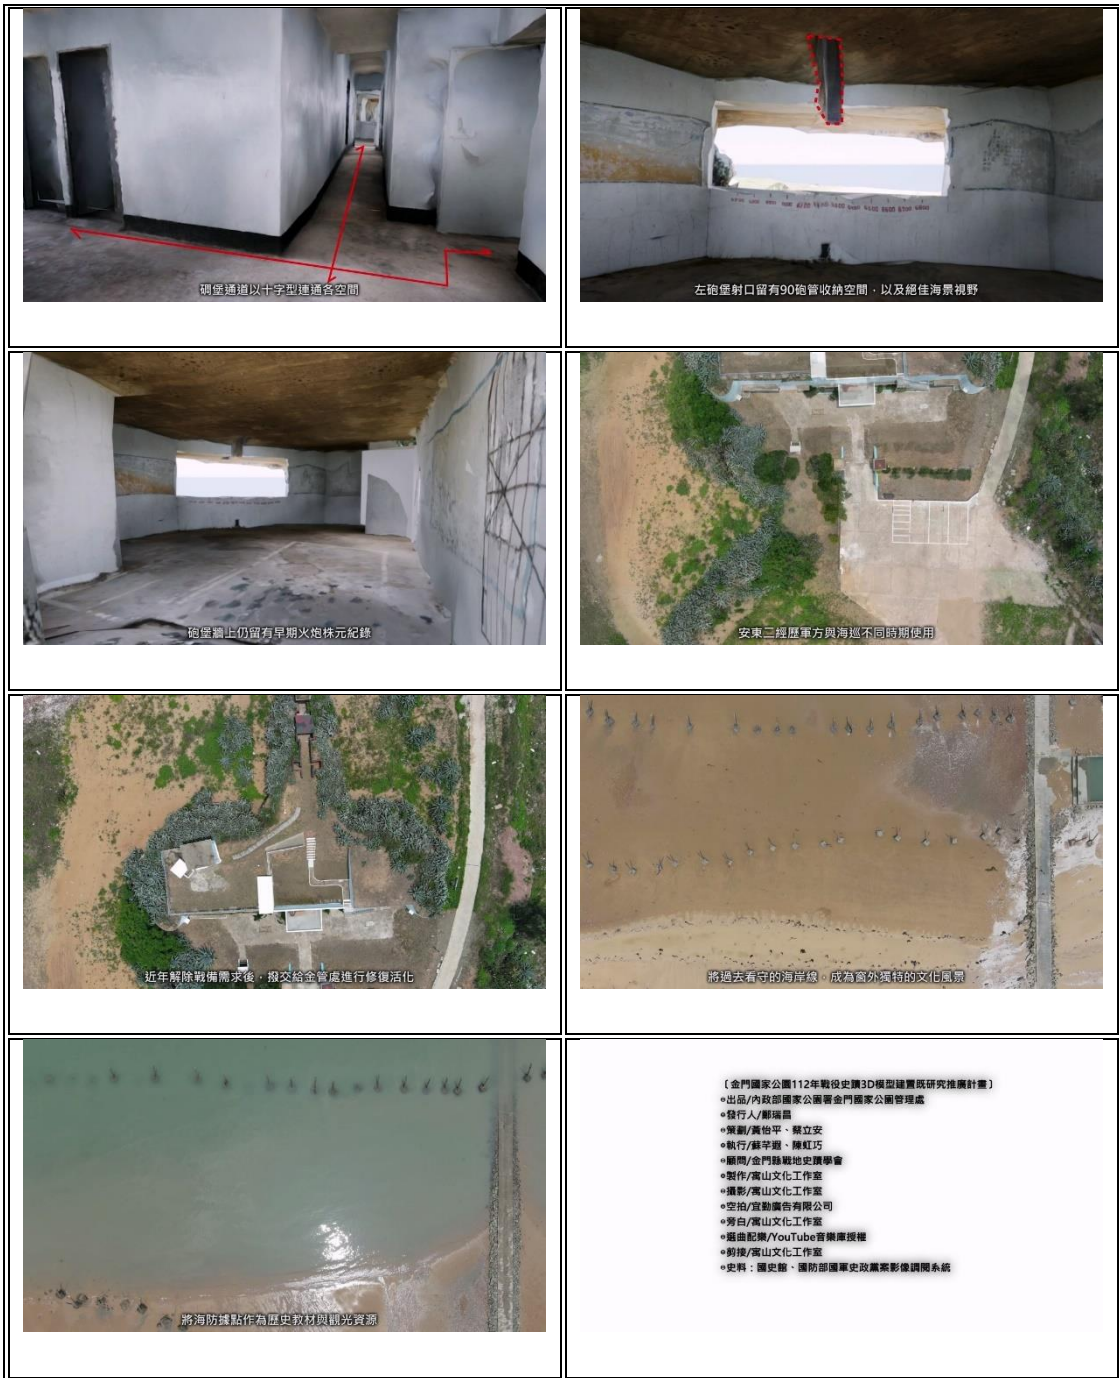 碉堡通道以十字型連通各空間
左砲堡射口留有90砲管收納空間，以及絕佳海景視野
砲堡牆上仍留有早期火炮株元紀錄
安東二經歷軍方與海巡不同時期使用
近年解除戰備需求後，撥交給金管處進行修復活化
將過去看守的海岸線，成為窗外獨特的文化風景
將海防據點作為歷史教材與觀光資源
〔金門國家公園112年戰役史蹟3D模型建置既研究推廣計畫〕
出品/內政部國家公園署金門國家公園管理處
發行人/鄭瑞昌
策劃/黃怡平、蔡立安
執行/蘇芊遐、陳虹巧
顧問/金門縣戰地史蹟學會
製作/寓山文化工作室
攝影/寓山文化工作室
空拍/宜勤廣告有限公司
旁白/寓山文化工作室
選曲配樂/YouTube音樂庫授權
剪接/寓山文化工作室
史料：國史館、國防部國軍史政黨案影像調閱系統